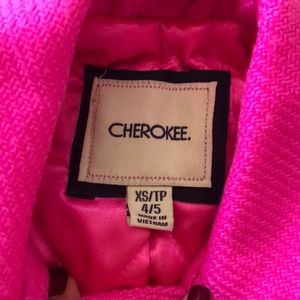 CHEROKEE.
XS/TP
4/5
MADE IN
VIETNAM